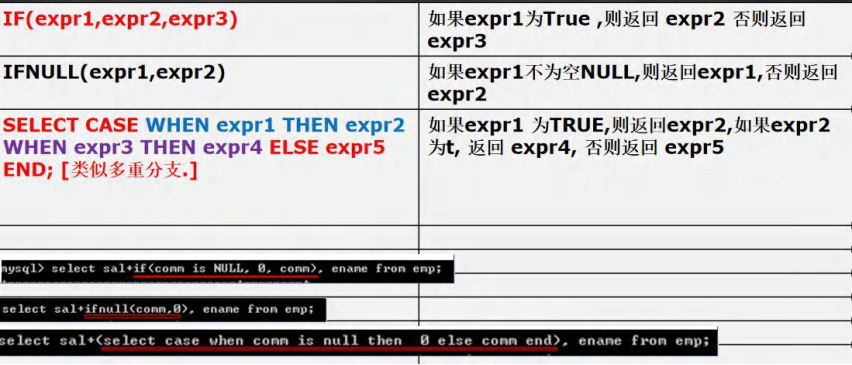 IF(expr1,expr2,expr3)
如果expr1为True ,则返回 expr2 否则返回
expr3
IFNULL(expr1,expr2)
如果expr1不为空NULL,则返回expr1,否则返回
expr2
SELECT CASE WHEN expr1 THEN expr2
WHEN expr3 THEN expr4 ELSE expr5
END; [类似多重分支.]
如果expr1 为TRUE,则返回expr2,如果expr2
为t, 返回 expr4, 否则返回 expr5
mysql> select sal+if(comm is NULL, 0, comm), ename from emp;
select sal+ifnull(comm,0), ename from emp;
select sal+(select case when comm is null then 0 else comm end), ename from emp;